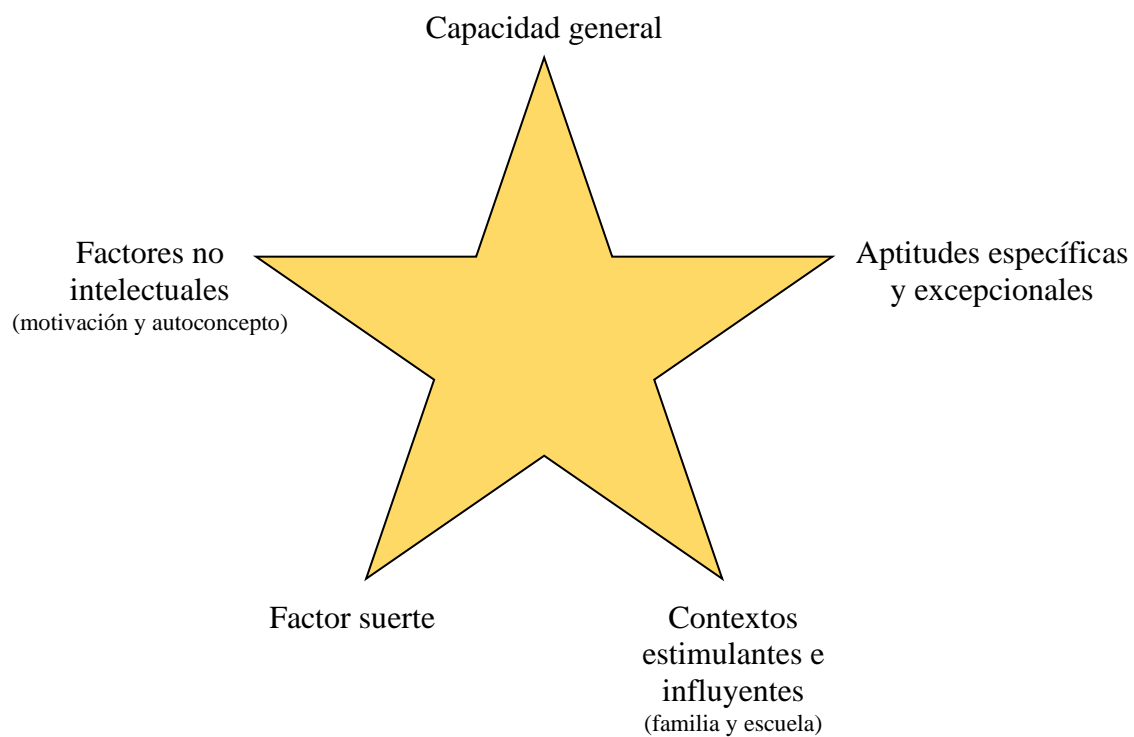 Capacidad general
Factores no
intelectuales
(motivación y autoconcepto)
Aptitudes específicas
y excepcionales
Factor suerte
Contextos
estimulantes e
influyentes
(familia y escuela)